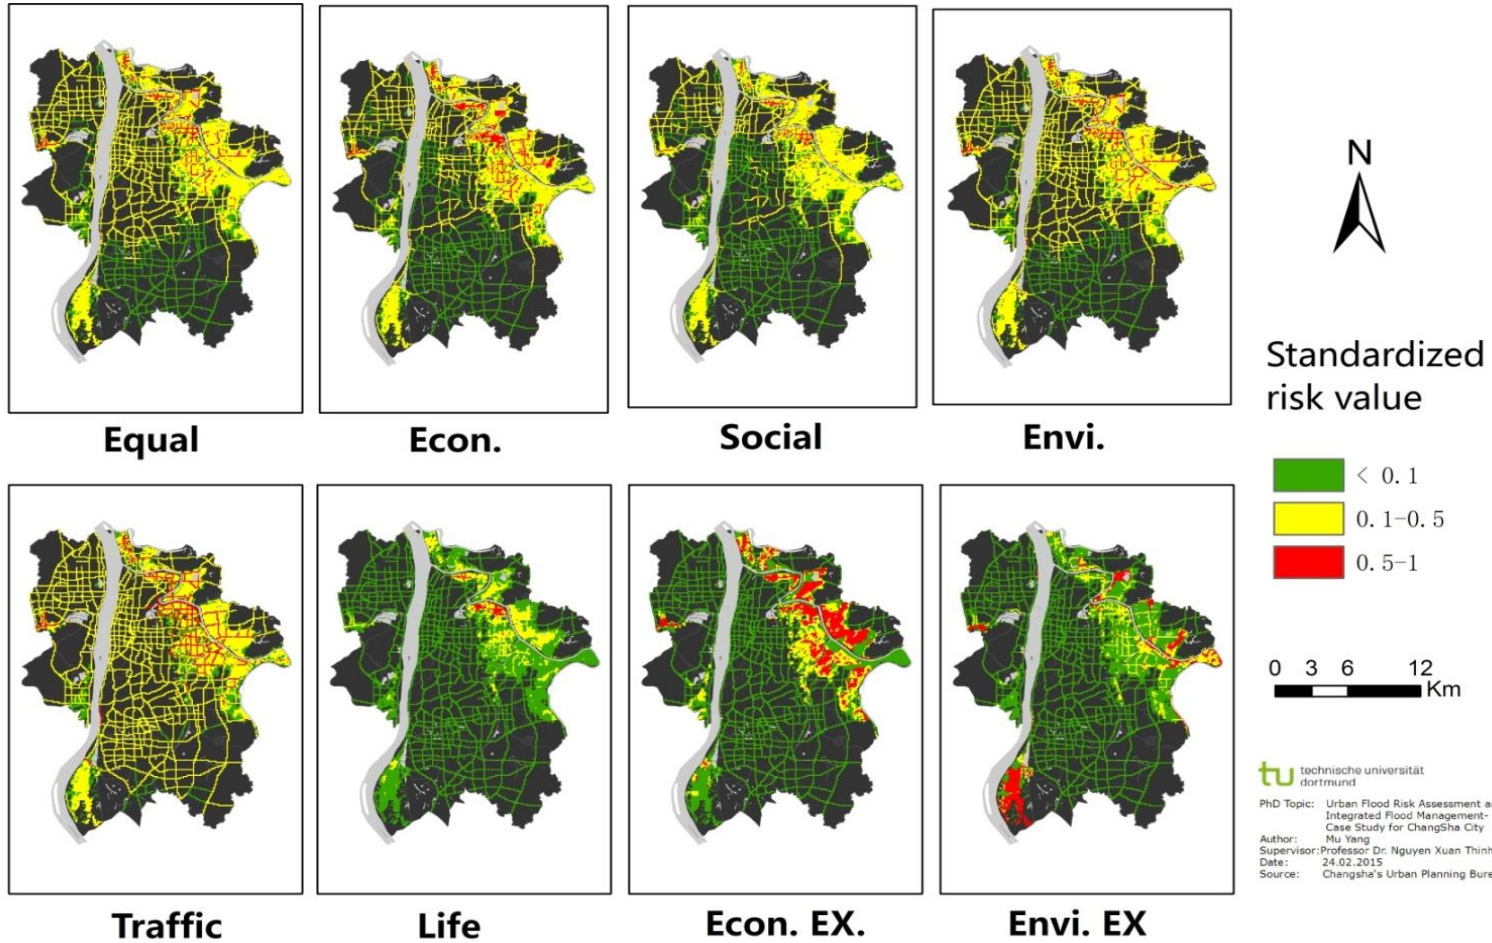 Equal
Econ.
Social
Envi.
Traffic
Life
Econ. EX.
Envi. EX
N
Standardized
risk value
< 0.1
0.1-0.5
0.5-1
0 3 6 12
Km
tu technische universität
dortmund
PhD Topic: Urban Flood Risk Assessment a
Integrated Flood Management-
Case Study for ChangSha City
Author: Mu Yang
Supervisor:Professor Dr. Nguyen Xuan Thinh
Date: 24.02.2015
Source: Changsha's Urban Planning Bure